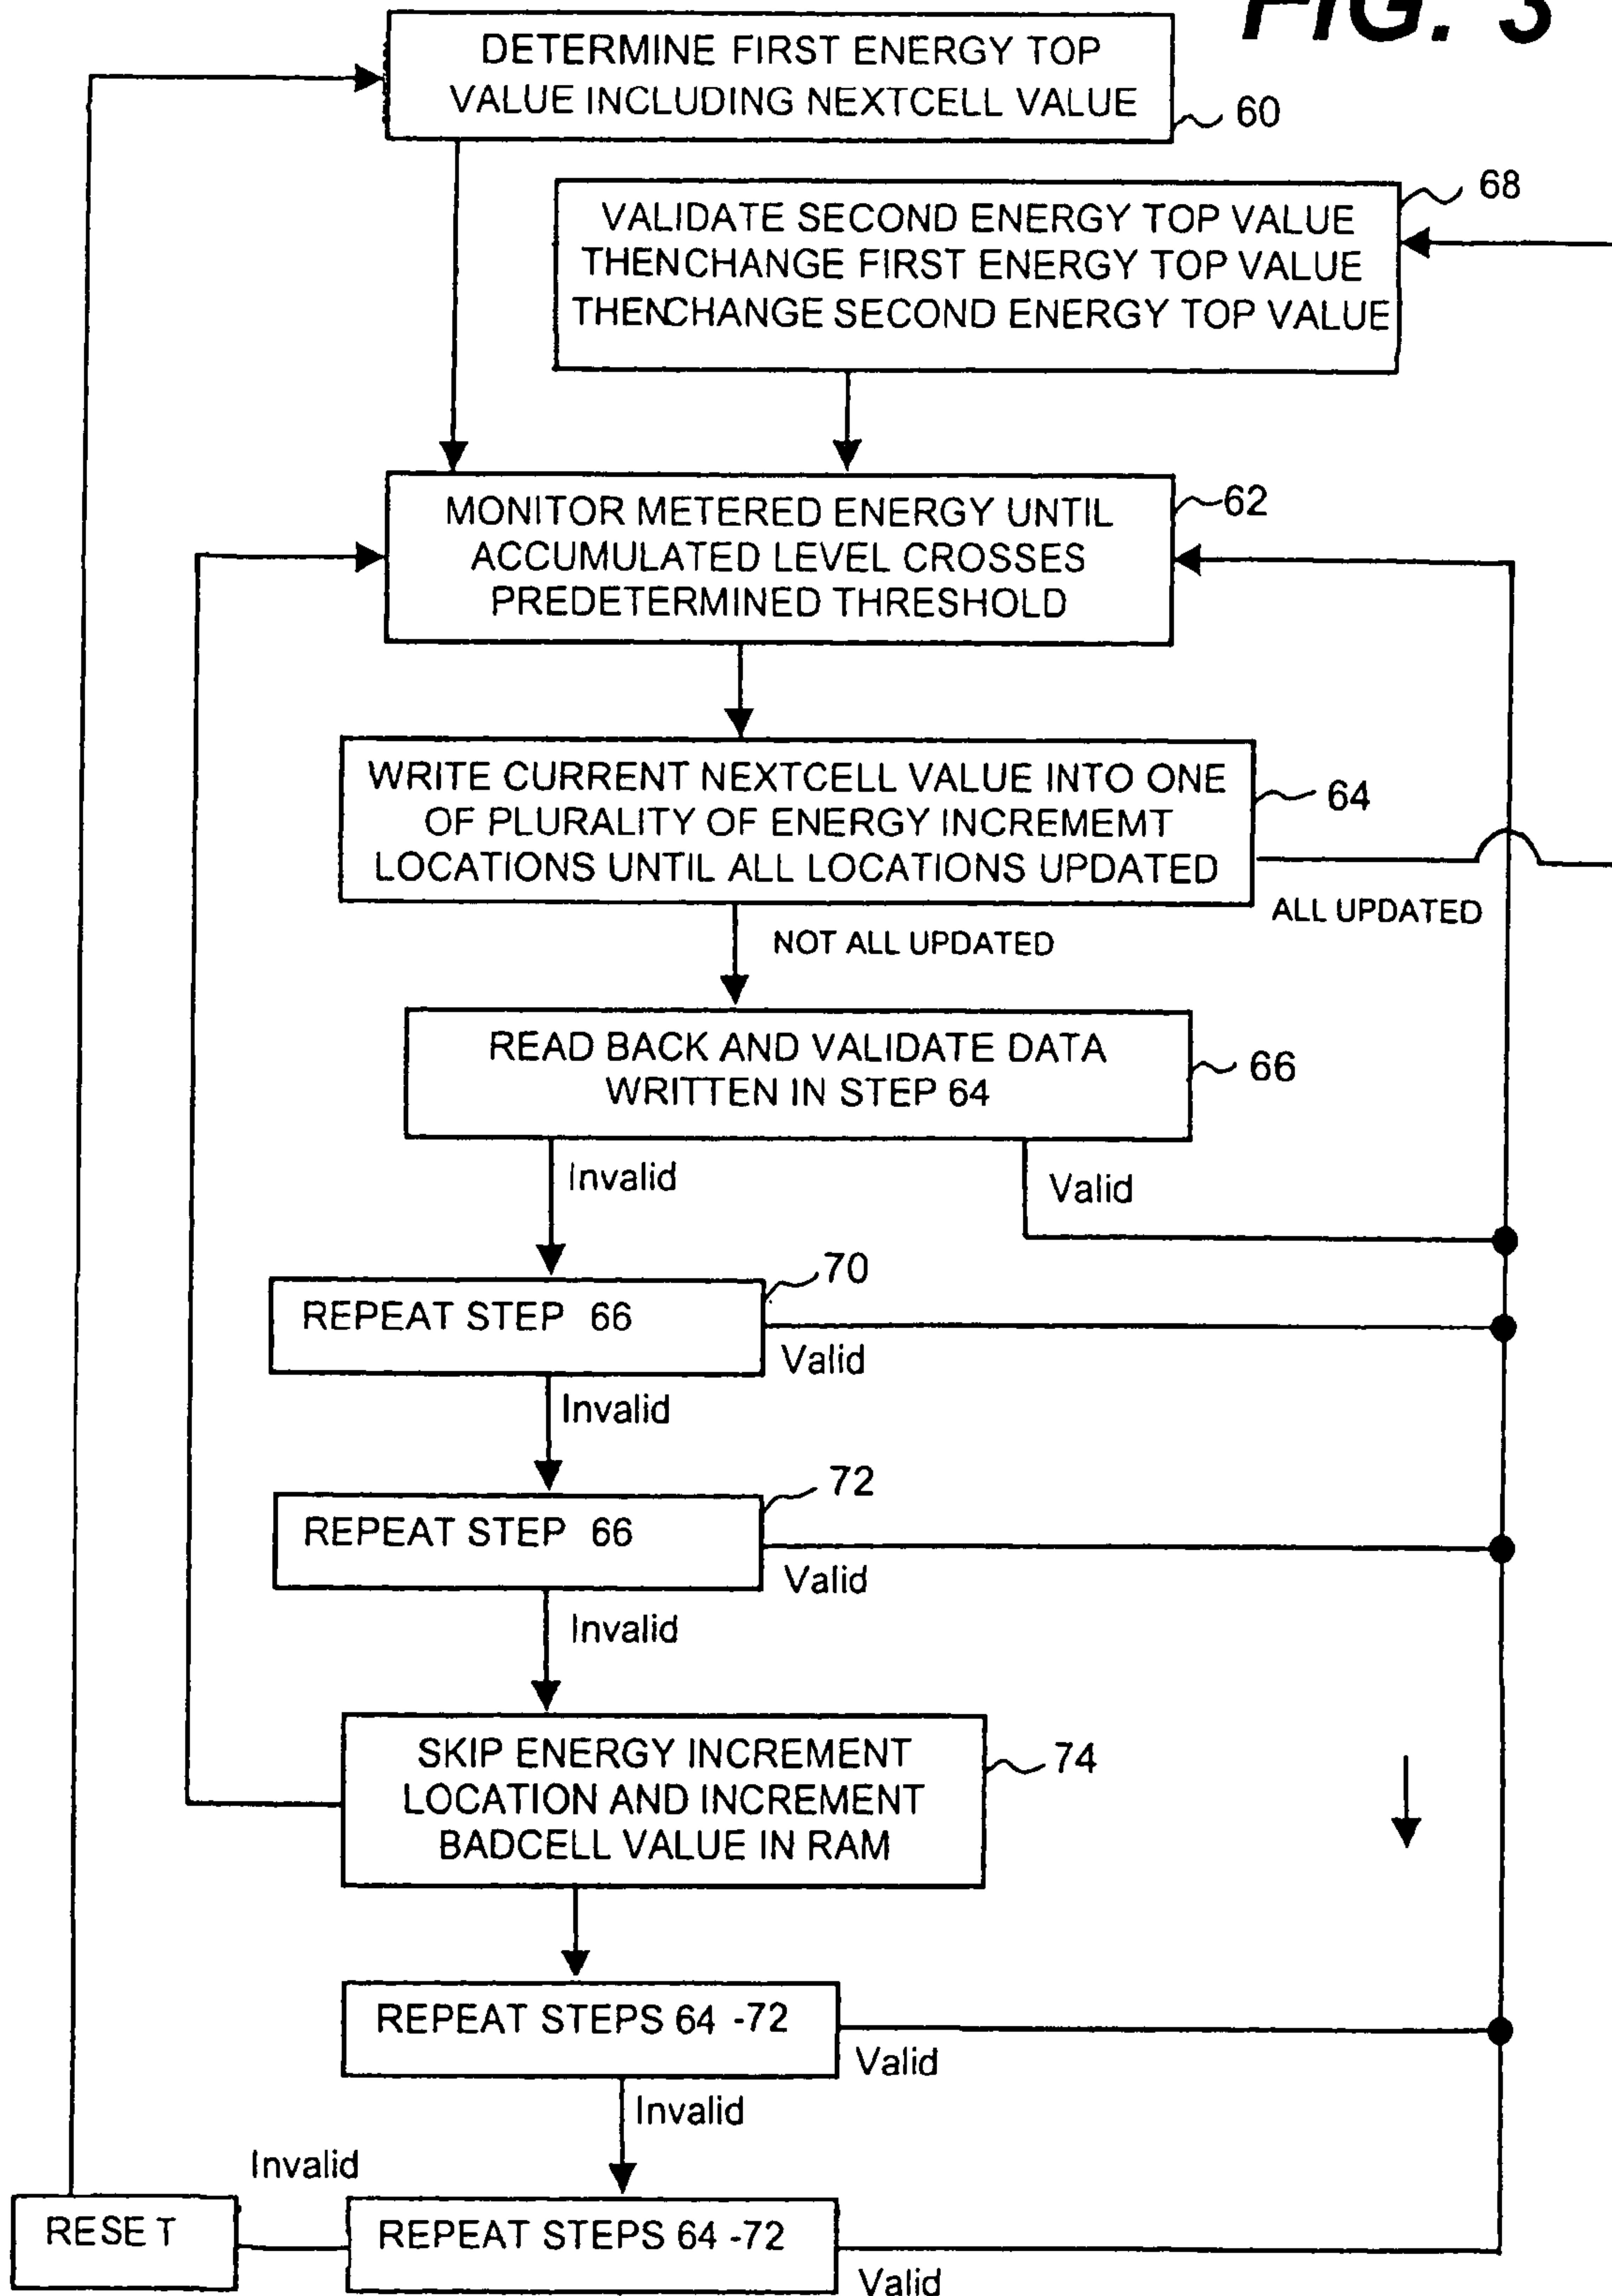 FIG. 3
DETERMINE FIRST ENERGY TOP
VALUE INCLUDING NEXTCELL VALUE
60
68
VALIDATE SECOND ENERGY TOP VALUE
THENCHANGE FIRST ENERGY TOP VALUE
THENCHANGE SECOND ENERGY TOP VALUE
62
MONITOR METERED ENERGY UNTIL
ACCUMULATED LEVEL CROSSES
PREDETERMINED THRESHOLD
WRITE CURRENT NEXTCELL VALUE INTO ONE
OF PLURALITY OF ENERGY INCREMEMT
LOCATIONS UNTIL ALL LOCATIONS UPDATED
64
ALL UPDATED
NOT ALL UPDATED
READ BACK AND VALIDATE DATA
WRITTEN IN STEP 64
66
Invalid
Valid
70
REPEAT STEP 66
Valid
Invalid
72
REPEAT STEP 66
Valid
Invalid
SKIP ENERGY INCREMENT
LOCATION AND INCREMENT
BADCELL VALUE IN RAM
74
REPEAT STEPS 64 -72
Valid
Invalid
Invalid
RESET
REPEAT STEPS 64 -72
Valid